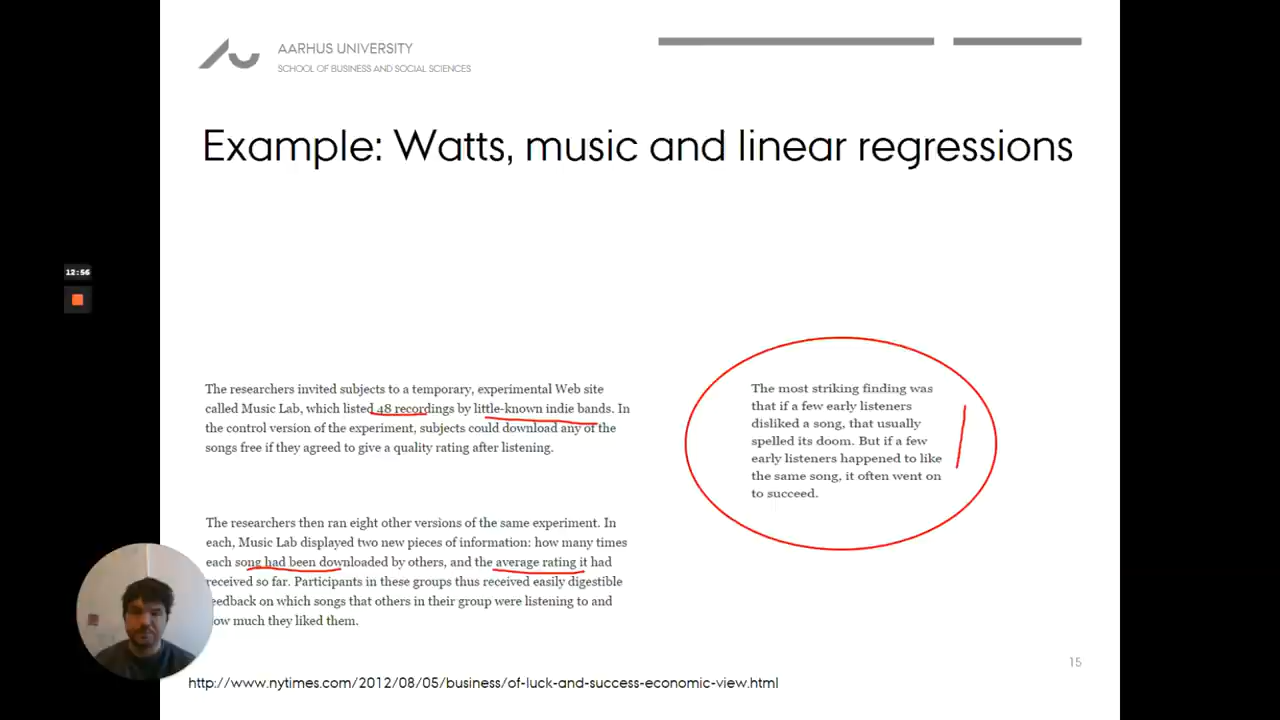 AARHUS UNIVERSITY
SCHOOL OF BUSINESS AND SOCIAL SCIENCES
Example: Watts, music and linear regressions
12:56
The researchers invited subjects to a temporary, experimental Web site
called Music Lab, which listed 48 recordings by little-known indie bands. In
the control version of the experiment, subjects could download any of the
songs free if they agreed to give a quality rating after listening.
The researchers then ran eight other versions of the same experiment. In
each, Music Lab displayed two new pieces of information: how many times
each song had been downloaded by others, and the average rating it had
received so far. Participants in these groups thus received easily digestible
eedback on which songs that others in their group were listening to and
ow much they liked them.
The most striking finding was
that if a few early listeners
disliked a song, that usually
spelled its doom. But if a few
early listeners happened to like
the same song, it often went on
to succeed.
15
http://www.nytimes.com/2012/08/05/business/of-luck-and-success-economic-view.html